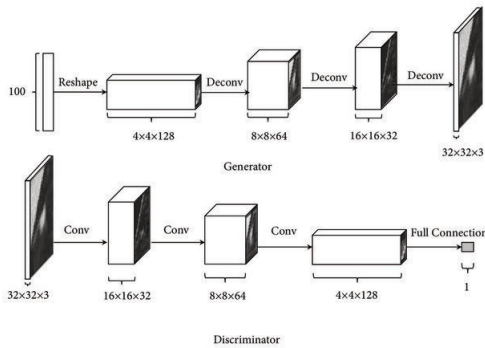 100
Reshape
Deconv
Deconv
Deconv
4×4×128
8×8×64
16×16×32
32×32×3
Generator
Conv
Conv
Conv
Full Connection
32×32×3
16×16×32
8×8×64
4×4×128
1
Discriminator